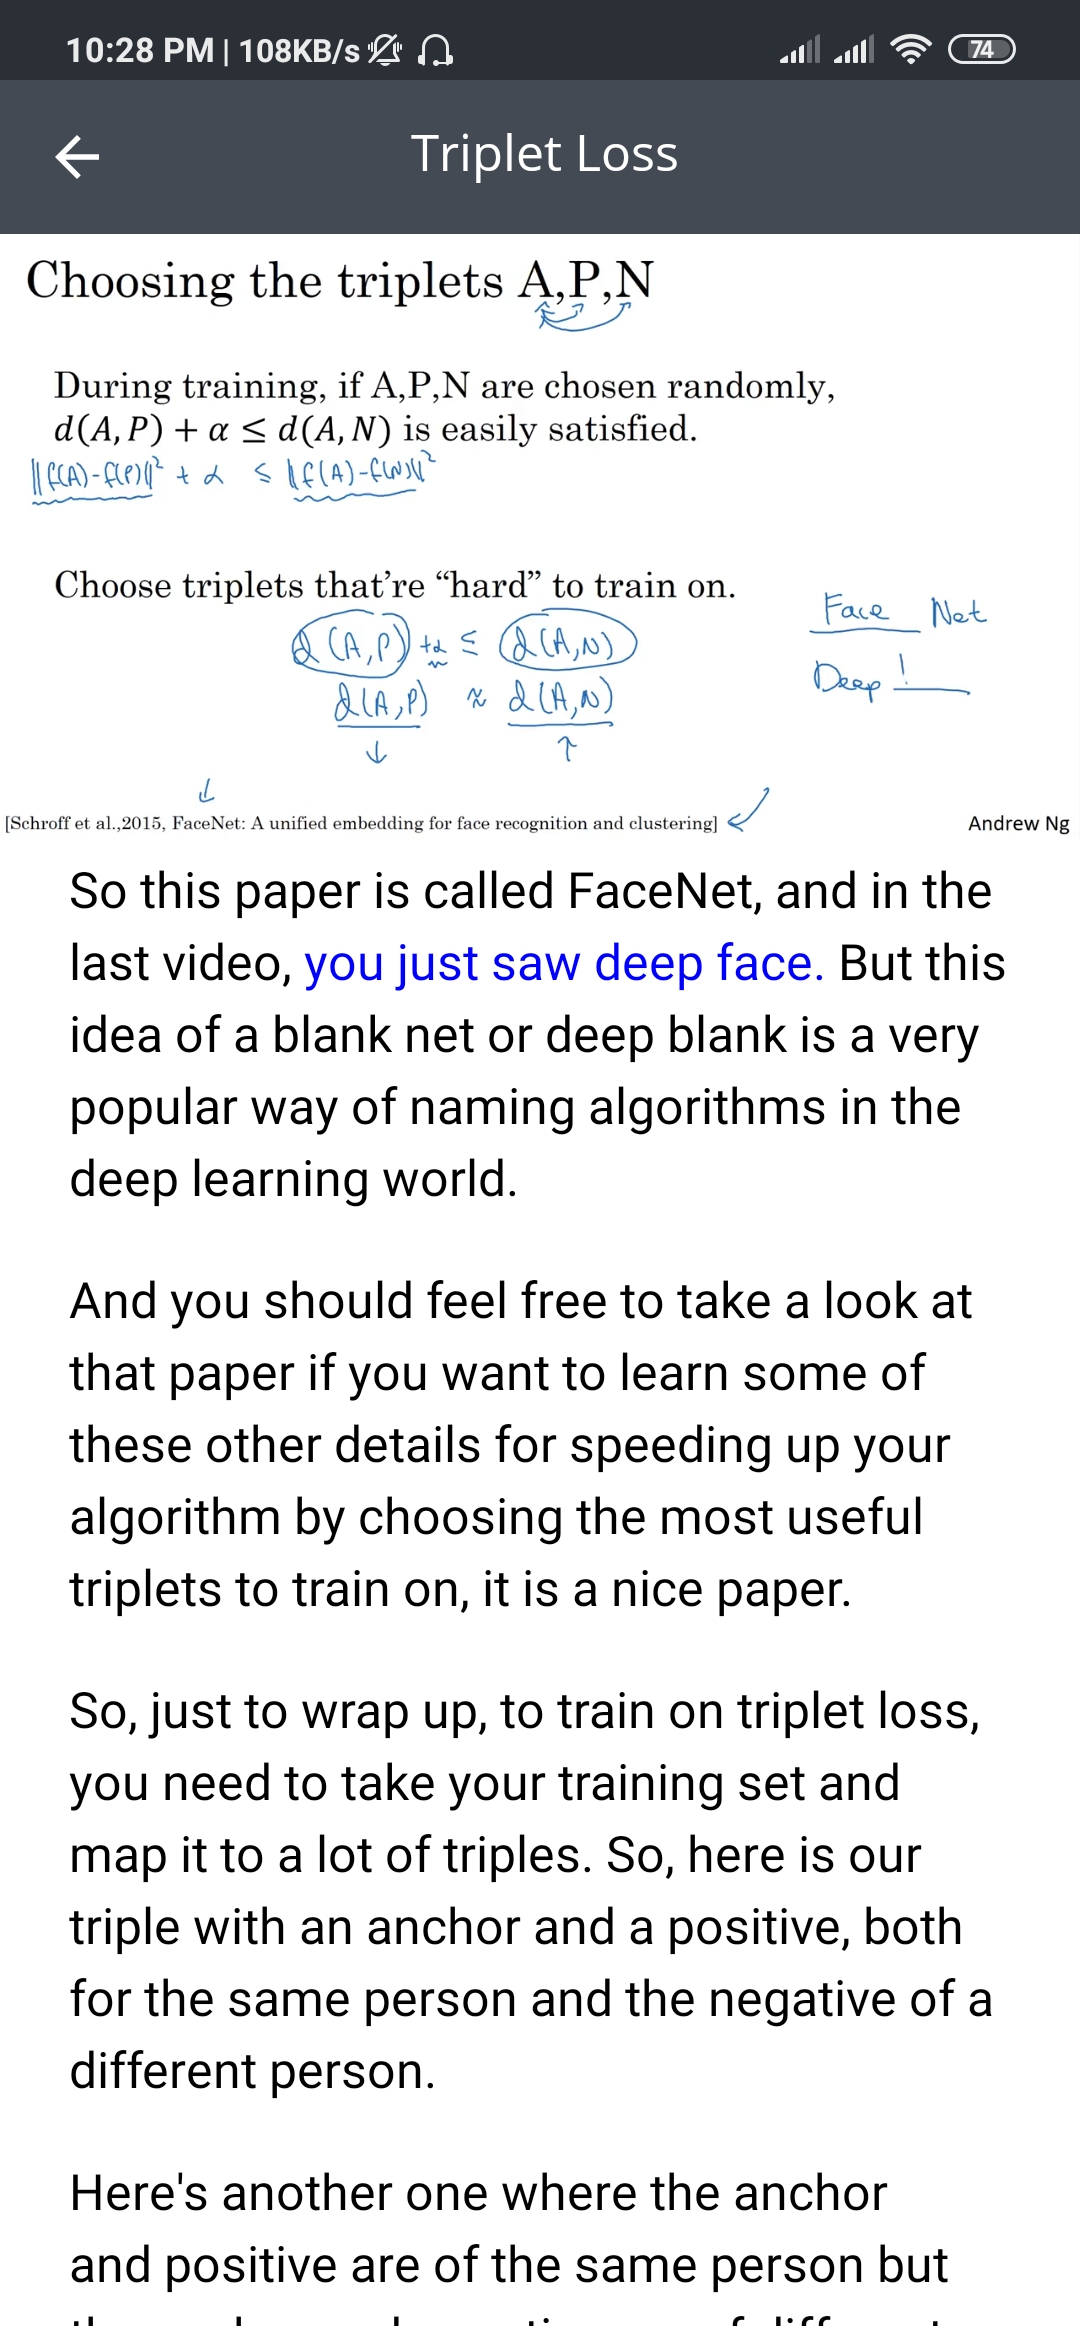 10:28 PM | 108KB/s
74
Triplet Loss
Choosing the triplets A,P,N
During training, if A,P,N are chosen randomly,
d(A, P) + α ≤ d(A, N) is easily satisfied.
||f(A)-f(P)||² + α ≤ ||f(A)-f(N)||²
Choose triplets that’re “hard” to train on.
d(A,P) +α ≤ d(A,N)
d(A,P) ≈ d(A,N)
↓ ↑
Face Net
Deep !
[Schroff et al.,2015, FaceNet: A unified embedding for face recognition and clustering]
Andrew Ng
So this paper is called FaceNet, and in the
last video, you just saw deep face. But this
idea of a blank net or deep blank is a very
popular way of naming algorithms in the
deep learning world.
And you should feel free to take a look at
that paper if you want to learn some of
these other details for speeding up your
algorithm by choosing the most useful
triplets to train on, it is a nice paper.
So, just to wrap up, to train on triplet loss,
you need to take your training set and
map it to a lot of triples. So, here is our
triple with an anchor and a positive, both
for the same person and the negative of a
different person.
Here's another one where the anchor
and positive are of the same person but